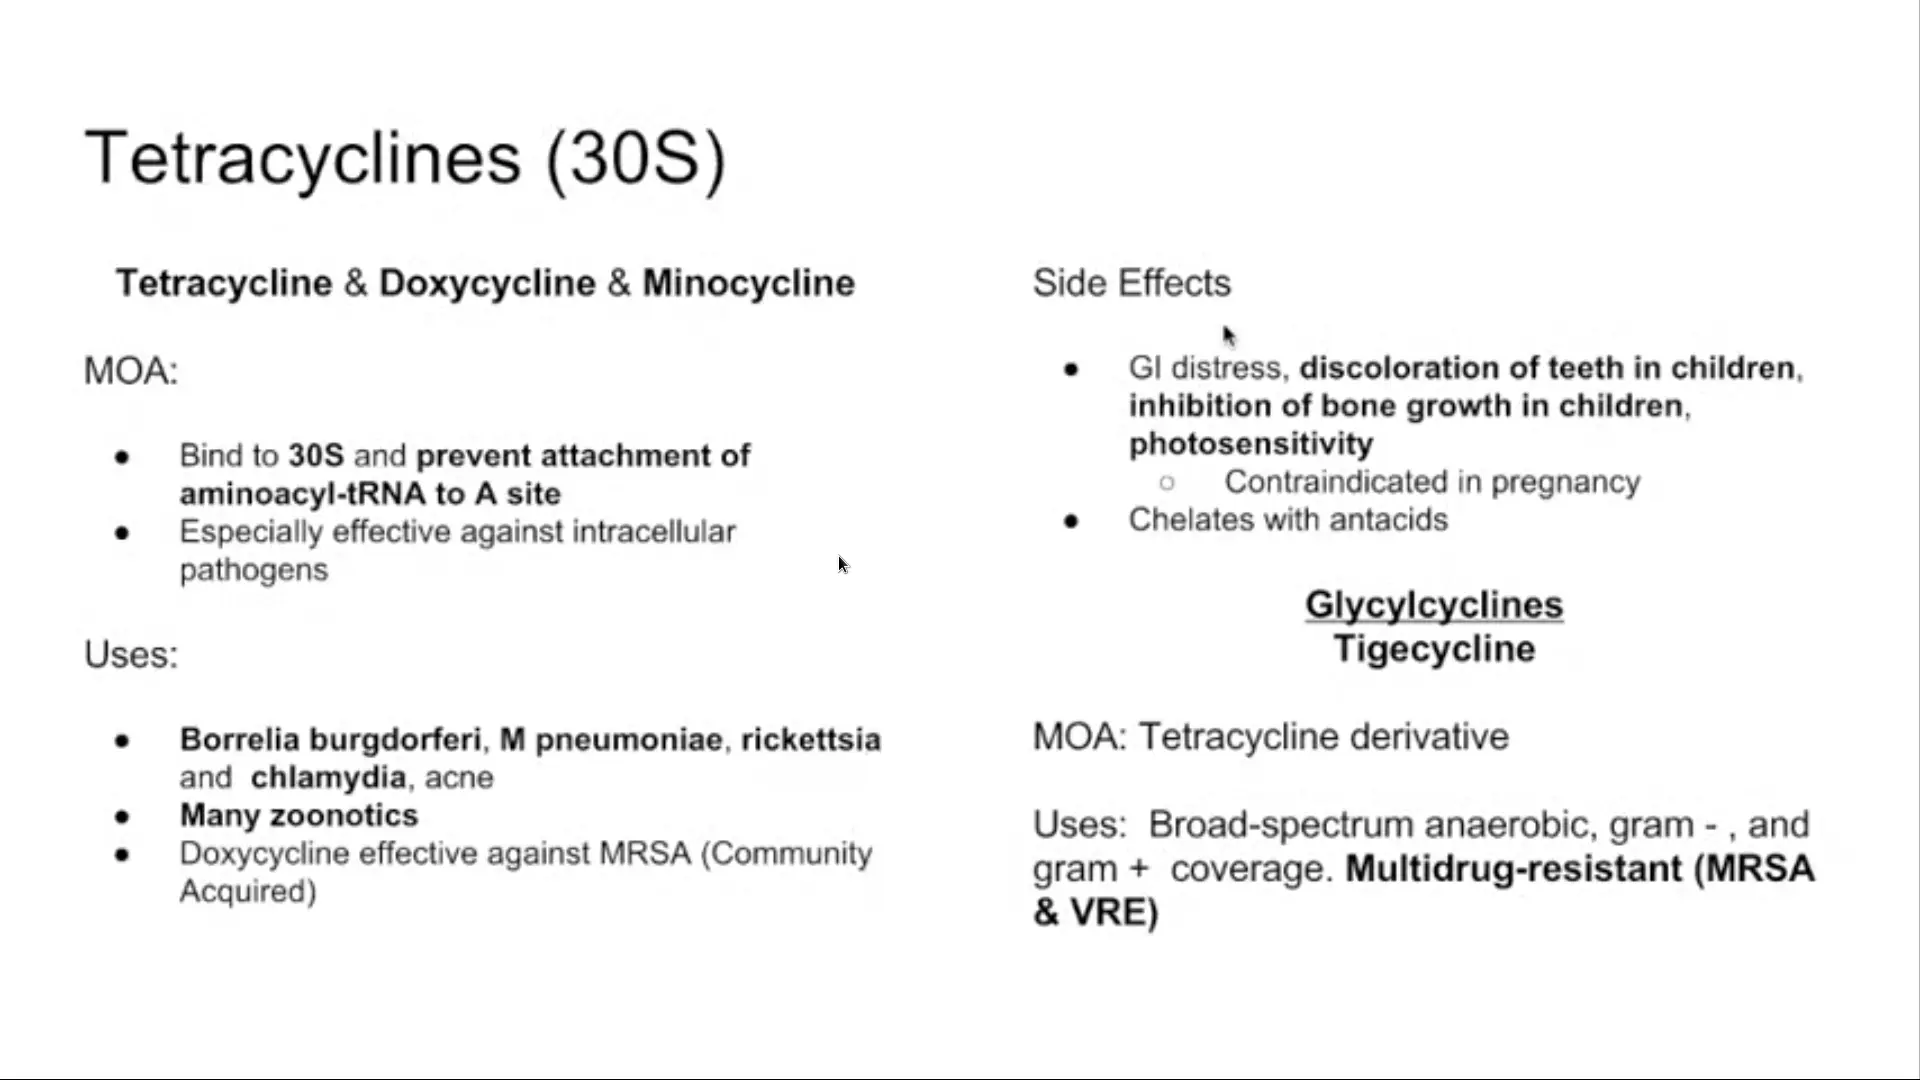 Tetracyclines (30S)
Tetracycline & Doxycycline & Minocycline
MOA:
● Bind to 30S and prevent attachment of
aminoacyl-tRNA to A site
● Especially effective against intracellular
pathogens
Uses:
● Borrelia burgdorferi, M pneumoniae, rickettsia
and chlamydia, acne
● Many zoonotics
● Doxycycline effective against MRSA (Community
Acquired)
Side Effects
● GI distress, discoloration of teeth in children,
inhibition of bone growth in children,
photosensitivity
○ Contraindicated in pregnancy
● Chelates with antacids
Glycylcyclines
Tigecycline
MOA: Tetracycline derivative
Uses: Broad-spectrum anaerobic, gram - , and
gram + coverage. Multidrug-resistant (MRSA
& VRE)